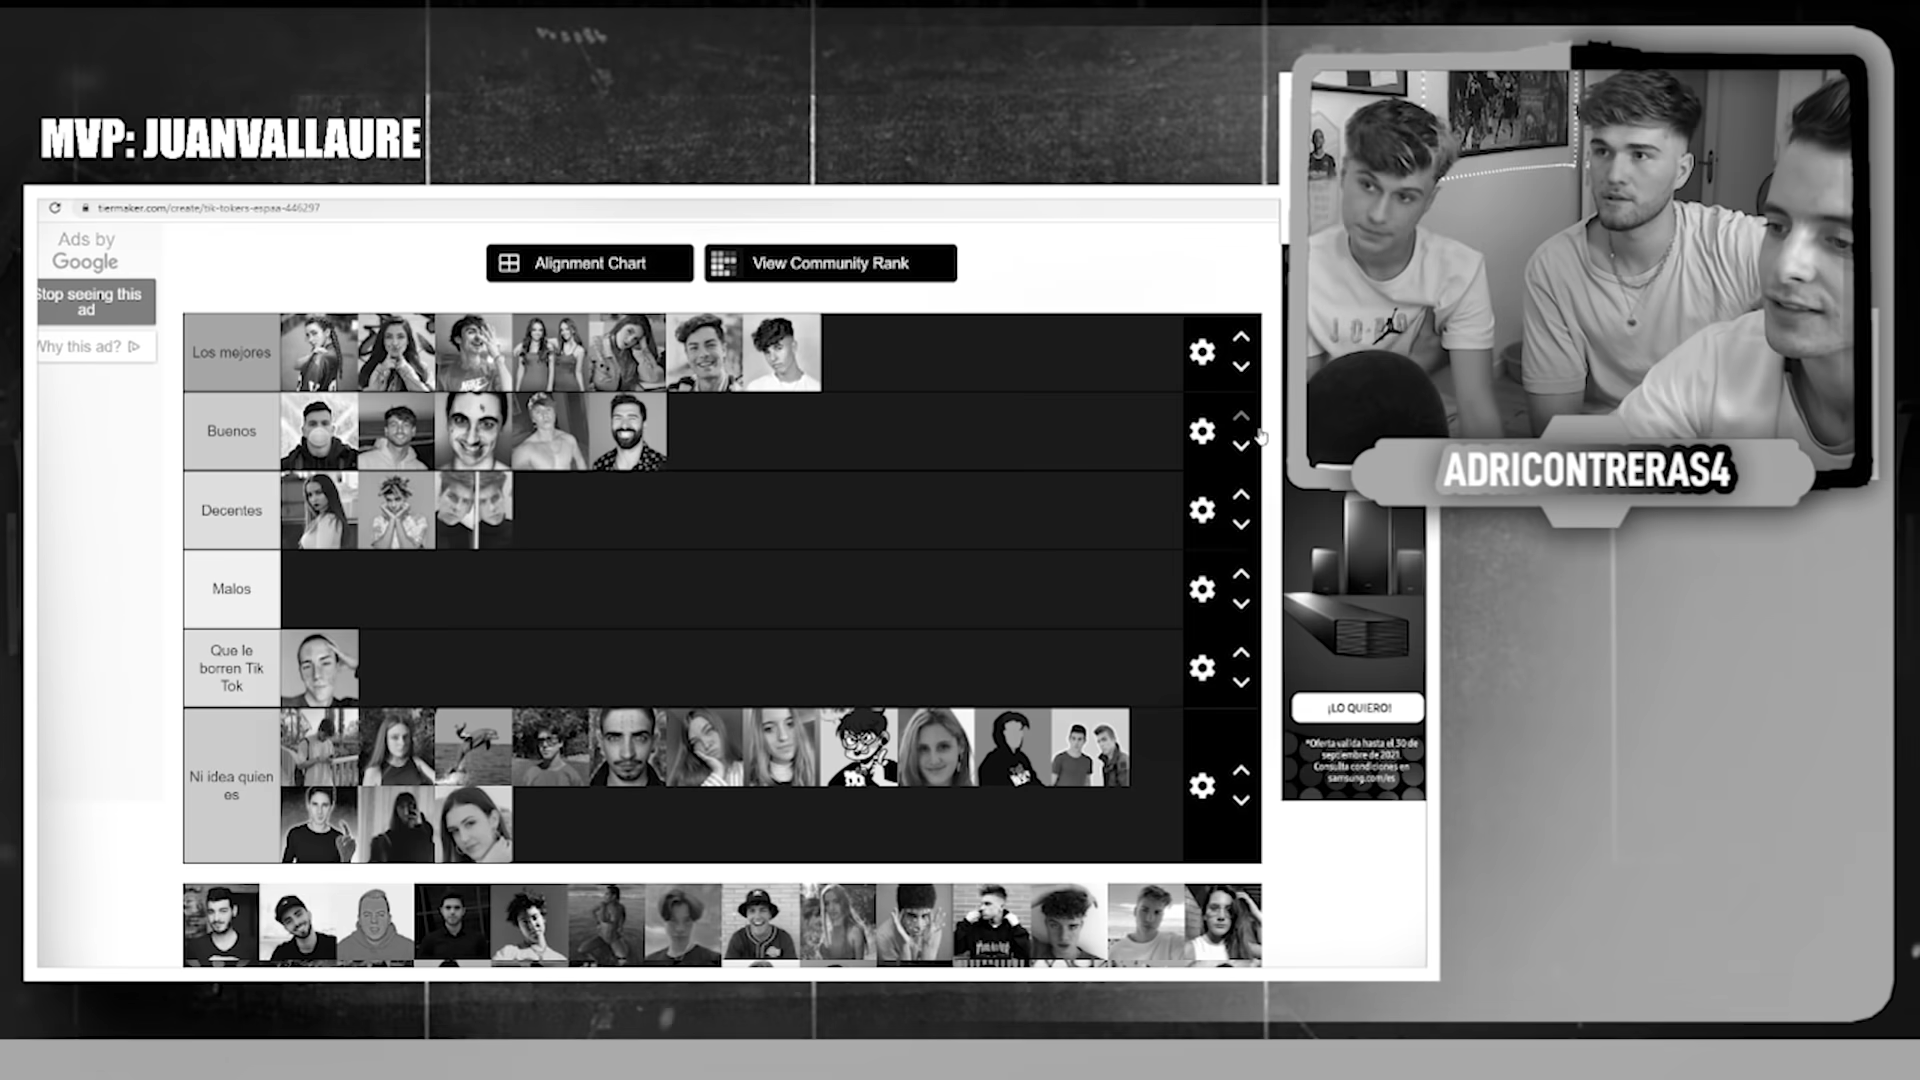 MVP: JUANVALLAURE
tiermaker.com/create/tik-tokers-espaa-446297
Ads by
Google
Stop seeing this
ad
Why this ad?
Alignment Chart
View Community Rank
Los mejores
Buenos
Decentes
Malos
Que le
borren Tik
Tok
Ni idea quien
es
ADRICONTRERAS4
¡LO QUIERO!
*Oferta valida hasta el 30 de
septiembre de 2021
Consulta condiciones en
samsung.com/es